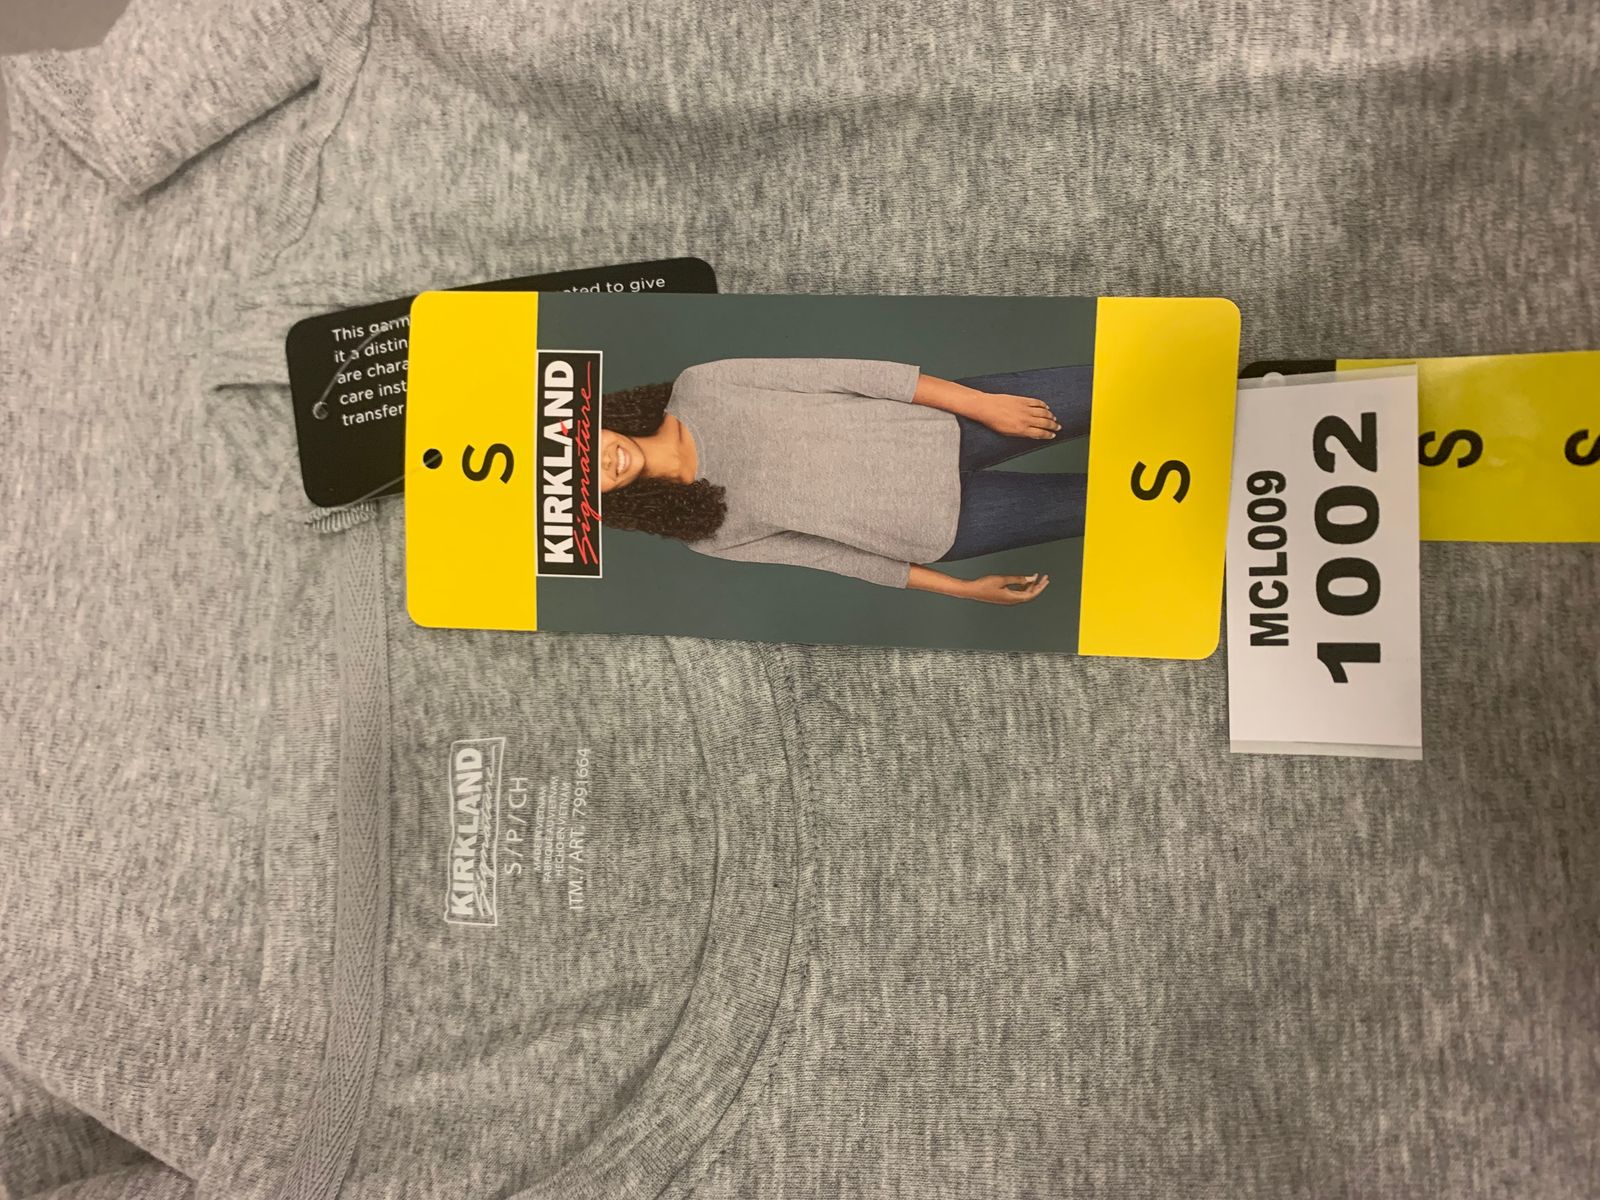 This garm
ted to give
it a distin
are chara
care inst
transfer
S
KIRKLAND
Signature
S
MCL009
1002
S
S
KIRKLAND
Signature
S / P / CH
MADE IN VIETNAM
FABRIQUÉ AU VIETNAM
HECHO EN VIETNAM
ITM. / ART. 7991664